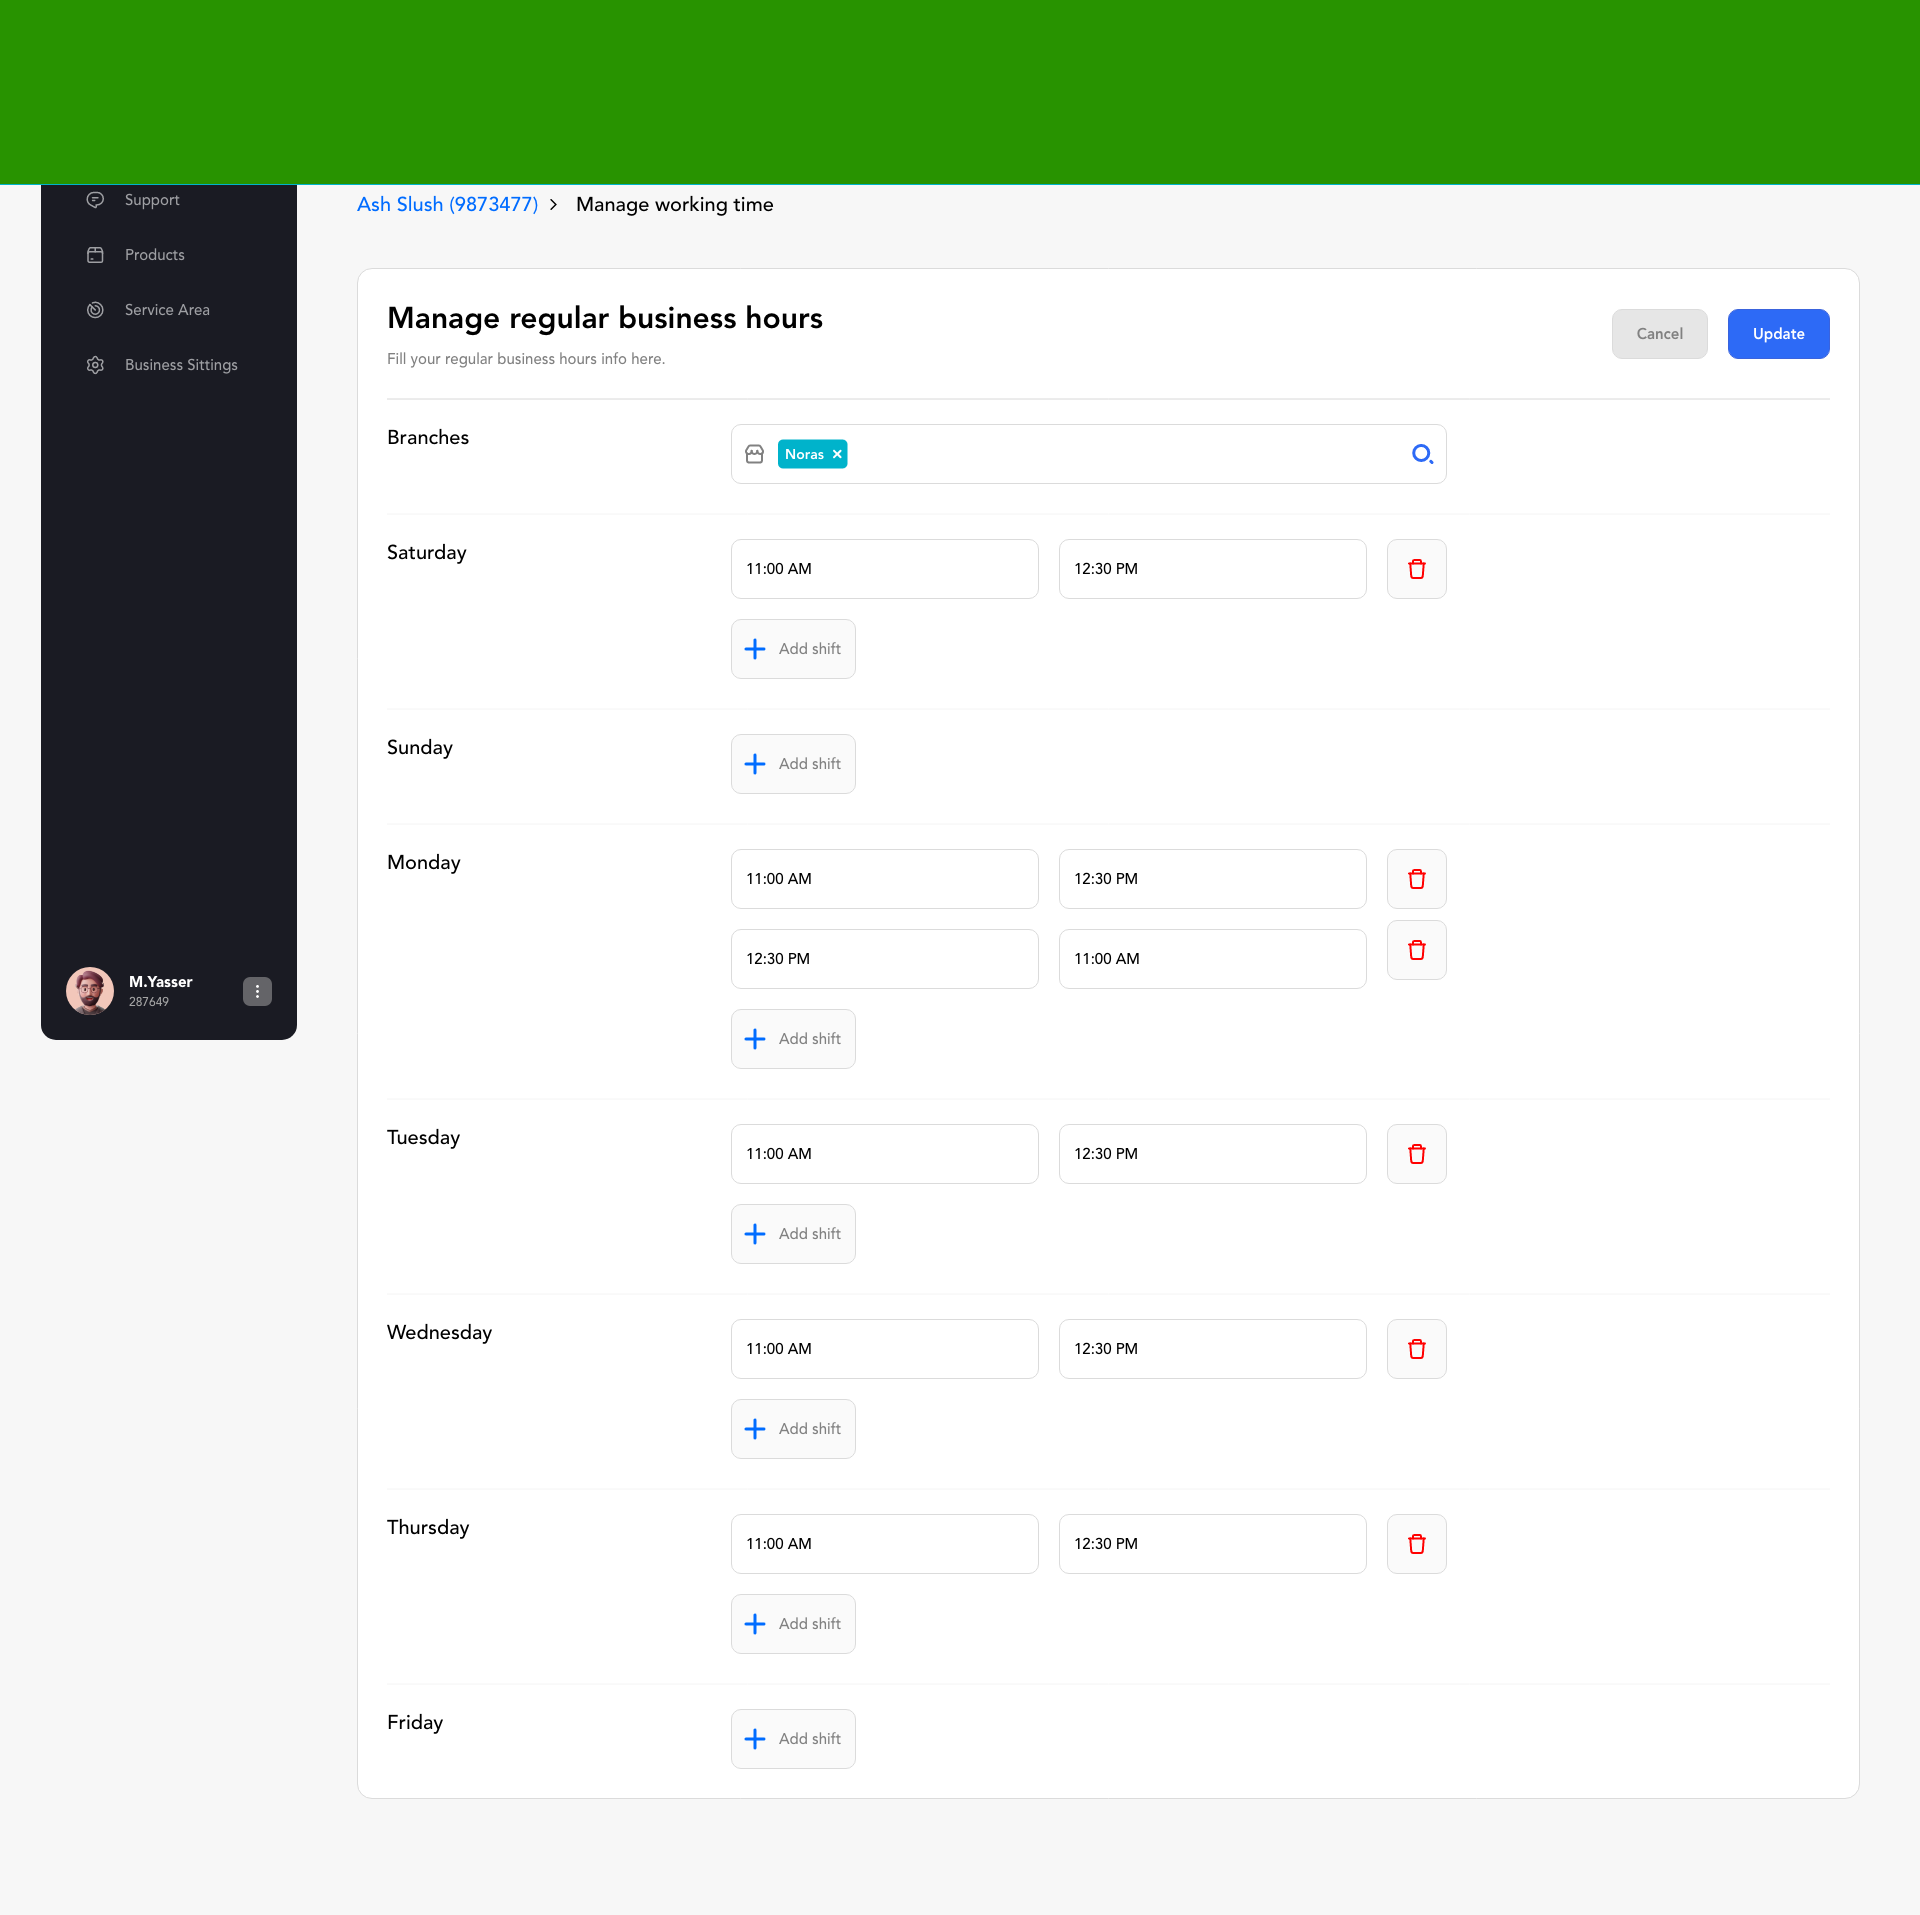 Support
Products
Service Area
Business Sittings
M.Yasser
287649
Ash Slush (9873477) > Manage working time
Manage regular business hours
Fill your regular business hours info here.
Cancel
Update
Branches
Noras ×
Saturday
11:00 AM
12:30 PM
Add shift
Sunday
Add shift
Monday
11:00 AM
12:30 PM
12:30 PM
11:00 AM
Add shift
Tuesday
11:00 AM
12:30 PM
Add shift
Wednesday
11:00 AM
12:30 PM
Add shift
Thursday
11:00 AM
12:30 PM
Add shift
Friday
Add shift